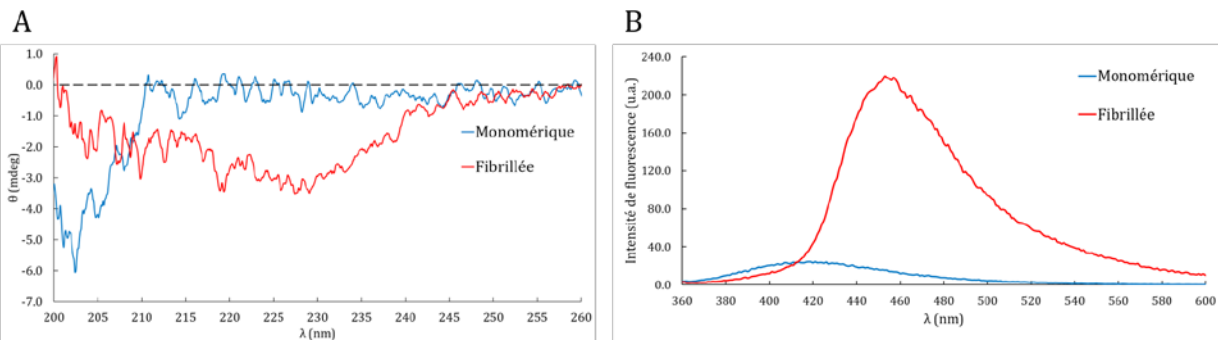 A
B
1.0
0.0
-1.0
-2.0
-3.0
-4.0
-5.0
-6.0
-7.0
θ (mdeg)
Monomérique
Fibrillée
200 205 210 215 220 225 230 235 240 245 250 255 260
λ (nm)
240.0
200.0
160.0
120.0
80.0
40.0
0.0
Intensité de fluorescence (u.a.)
Monomérique
Fibrillée
360 380 400 420 440 460 480 500 520 540 560 580 600
λ (nm)